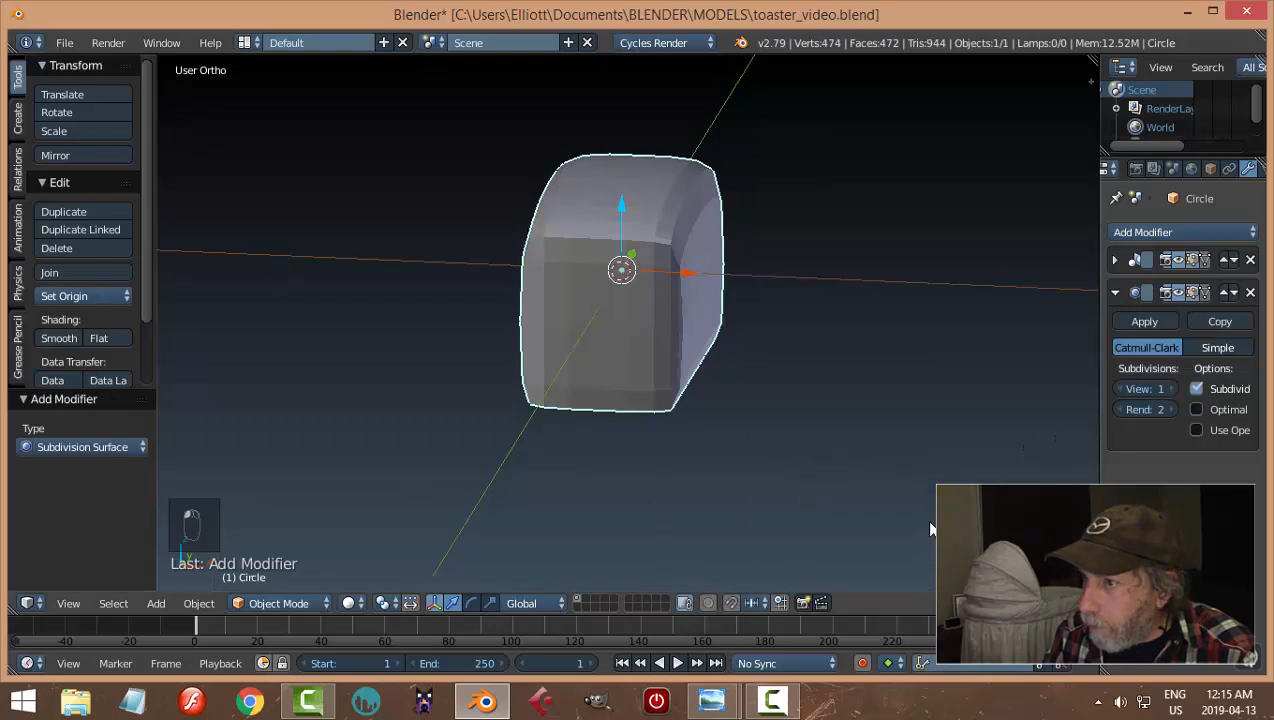 Blender* [C:\Users\Elliott\Documents\BLENDER\MODELS\toaster_video.blend]
File Render Window Help Default Scene Cycles Render v2.79 | Verts:474 | Faces:472 | Tris:944 | Objects:1/1 | Lamps:0/0 | Mem:12.52M | Circle View Search All S
Tools
Create
Relations
Animation
Physics
Grease Pencil
Transform
Translate
Rotate
Scale
Mirror
Edit
Duplicate
Duplicate Linked
Delete
Join
Set Origin
Shading:
Smooth Flat
Data Transfer:
Data Data La
Add Modifier
Type
Subdivision Surface
User Ortho
Last: Add Modifier
(1) Circle
Scene
RenderLay
World
Circle
Add Modifier
Apply Copy
Catmull-Clark Simple
Subdivisions: Options:
View: 1 Subdivid
Rend: 2 Optimal
Use Ope
View Select Add Object Object Mode Global
-40 -20 0 20 40 60 80 100 120 140 160 180 200 220
View Marker Frame Playback Start: 1 End: 250 1 No Sync
ENG 12:15 AM
US 2019-04-13